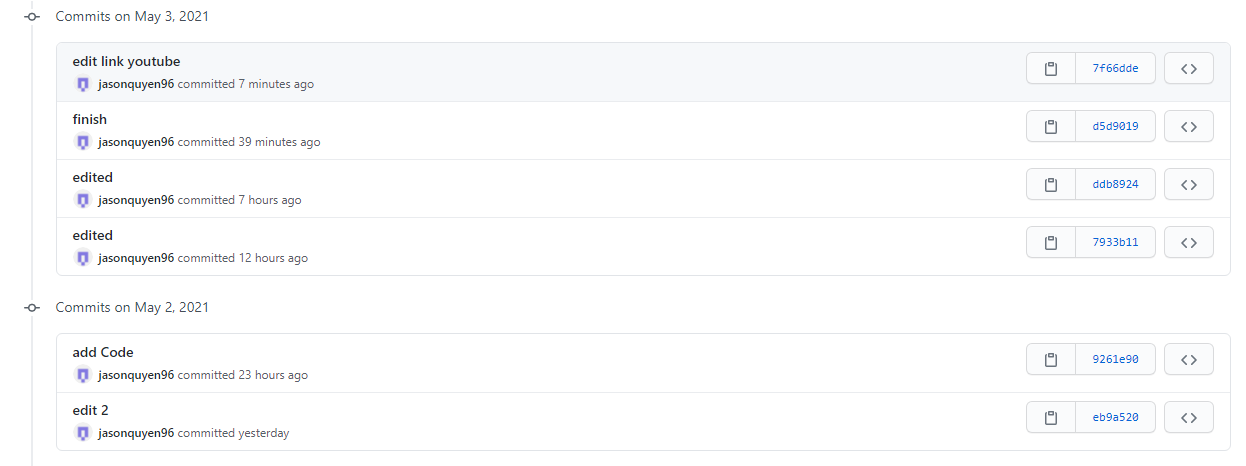 Commits on May 3, 2021
edit link youtube
jasonquyen96 committed 7 minutes ago
7f66dde
finish
jasonquyen96 committed 39 minutes ago
d5d9019
edited
jasonquyen96 committed 7 hours ago
ddb8924
edited
jasonquyen96 committed 12 hours ago
7933b11
Commits on May 2, 2021
add Code
jasonquyen96 committed 23 hours ago
9261e90
edit 2
jasonquyen96 committed yesterday
eb9a520